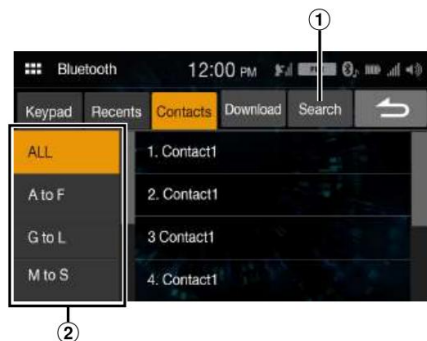 ①
Bluetooth 12:00 PM
Keypad Recents Contacts Download Search
ALL
1. Contact1
A to F
2. Contact1
G to L
3 Contact1
M to S
4. Contact1
②